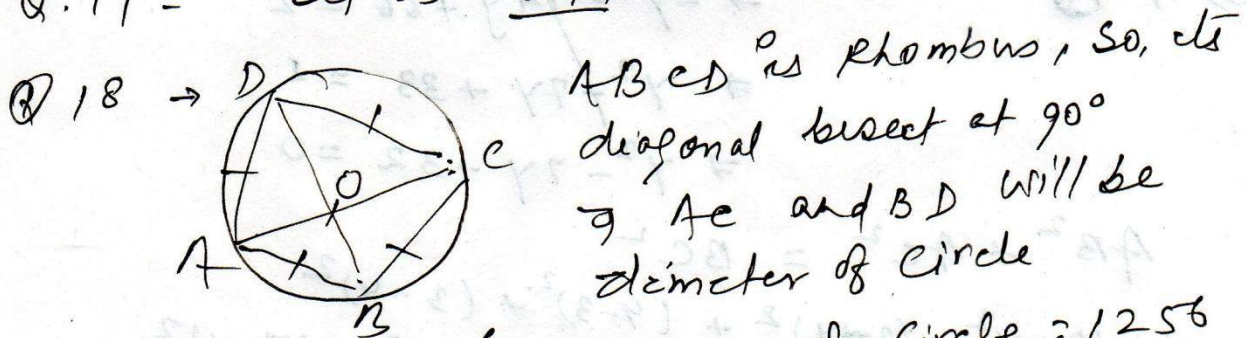 Q. 17 -
Q 18 → D
ABCD is Rhombus, So, its
diagonal bisect at 90°
C
O
⇒ AC and BD will be
A
diameter of circle
B
circle = 1256